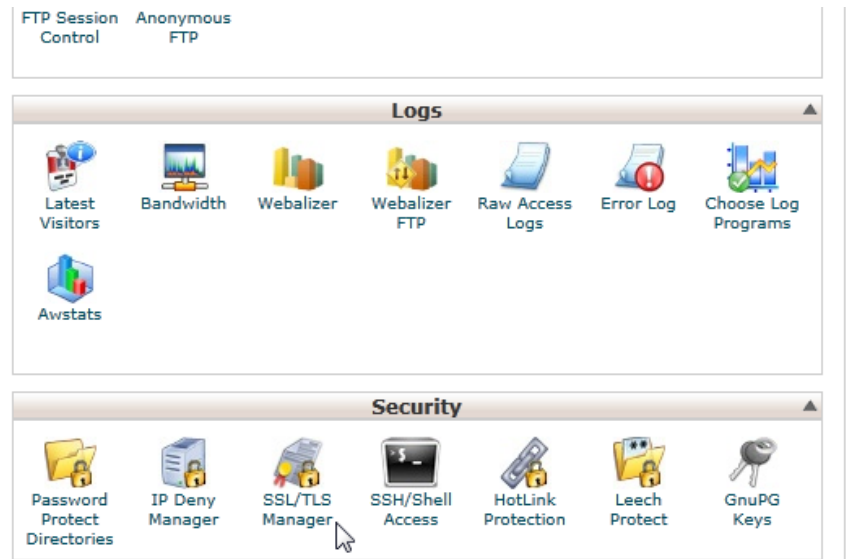 FTP Session Anonymous
Control FTP
Logs
Latest Bandwidth Webalizer Webalizer Raw Access Error Log Choose Log
Visitors FTP Logs Programs
Awstats
Security
Password IP Deny SSL/TLS SSH/Shell HotLink Leech GnuPG
Protect Manager Manager Access Protection Protect Keys
Directories